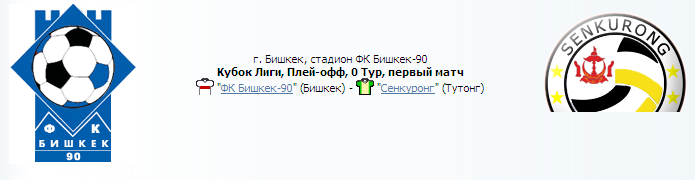 Ф К
БИШКЕК
90
г. Бишкек, стадион ФК Бишкек-90
Кубок Лиги, Плей-офф, 0 Тур, первый матч
"ФК Бишкек-90" (Бишкек) - "Сенкуронг" (Тутонг)
SENKURONG